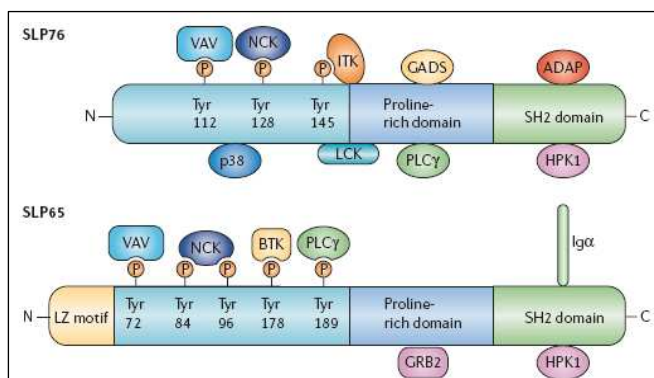 SLP76
VAV
NCK
ITK
GADS
ADAP
P
P
P
N
Tyr
112
Tyr
128
Tyr
145
Proline-
rich domain
SH2 domain
C
p38
LCK
PLCγ
HPK1
SLP65
VAV
NCK
BTK
PLCγ
Igα
P
P
P
P
P
N
LZ motif
Tyr
72
Tyr
84
Tyr
96
Tyr
178
Tyr
189
Proline-
rich domain
SH2 domain
C
GRB2
HPK1